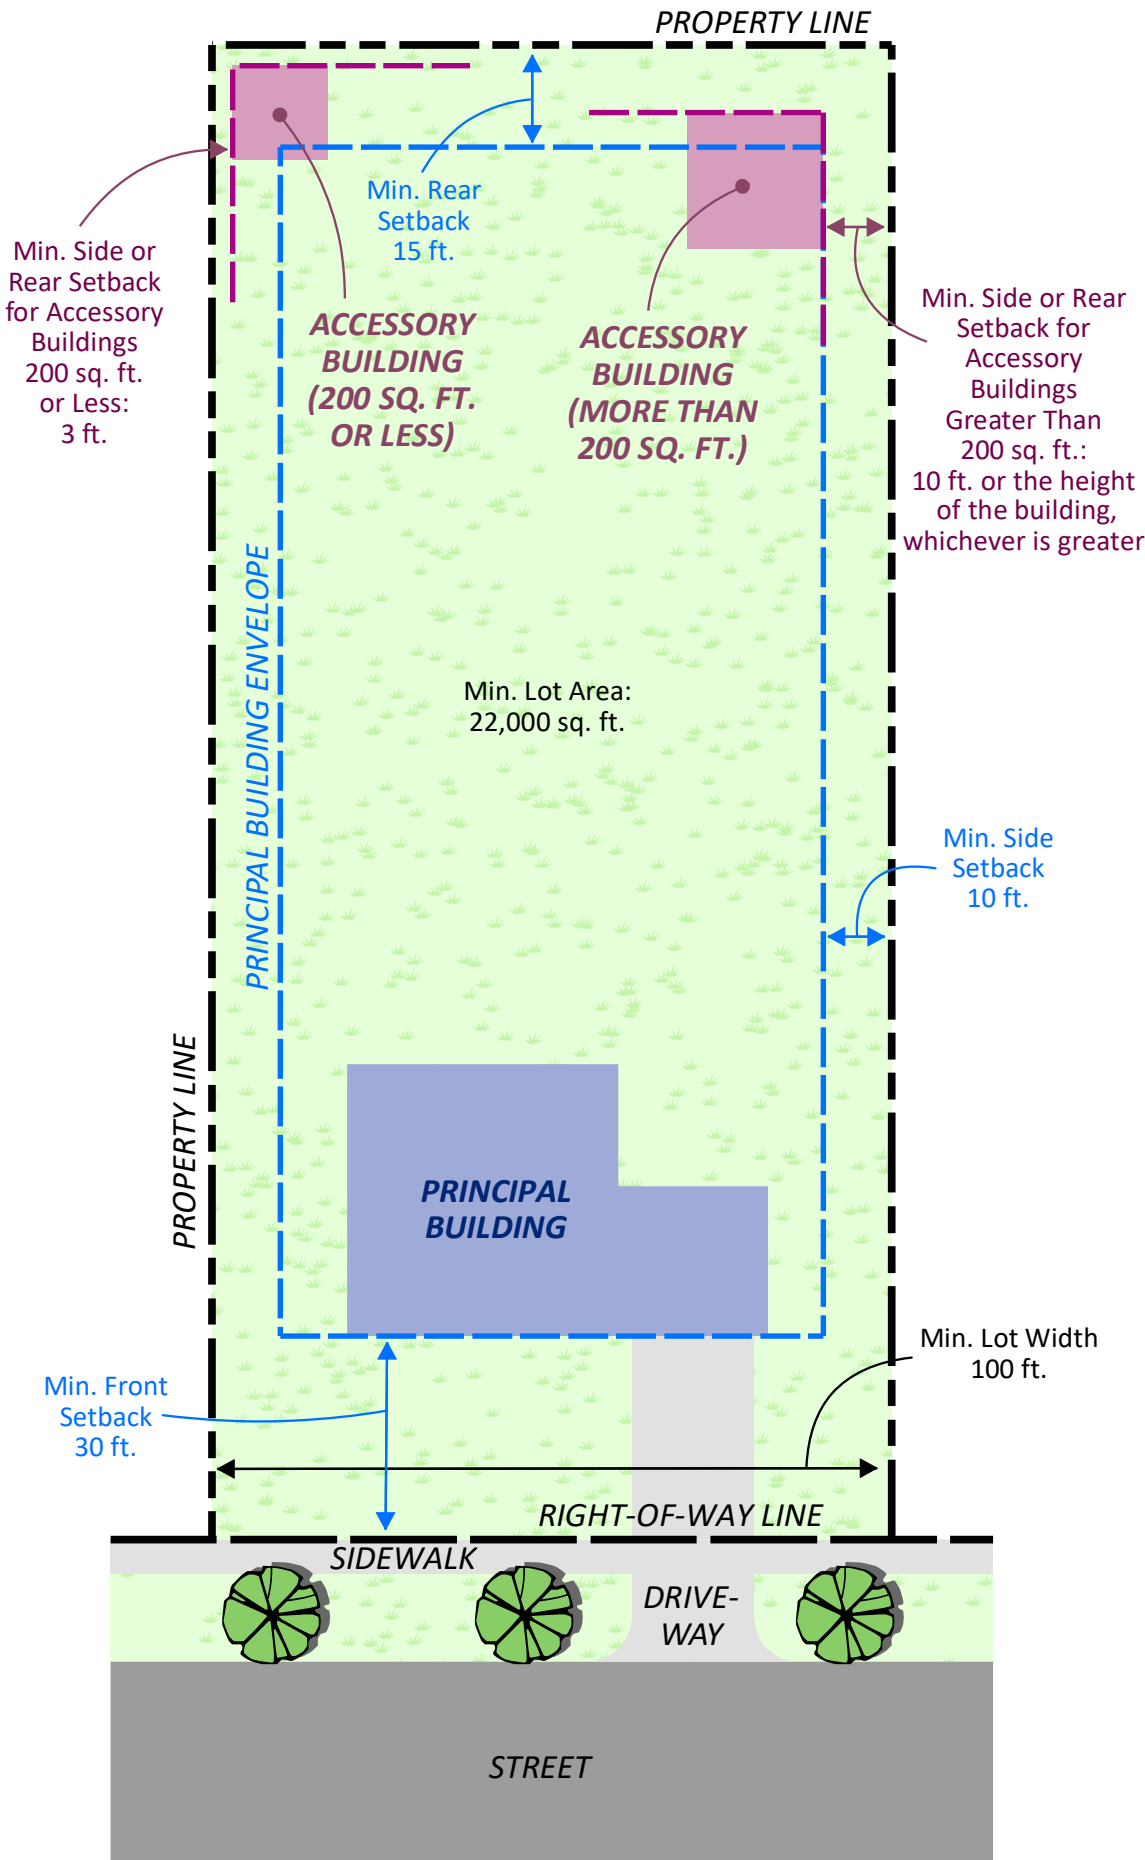 PROPERTY LINE
Min. Rear
Setback
15 ft.
Min. Side or
Rear Setback
for Accessory
Buildings
200 sq. ft.
or Less:
3 ft.
ACCESSORY
BUILDING
(200 SQ. FT.
OR LESS)
ACCESSORY
BUILDING
(MORE THAN
200 SQ. FT.)
Min. Side or Rear
Setback for
Accessory
Buildings
Greater Than
200 sq. ft.:
10 ft. or the height
of the building,
whichever is greater
PRINCIPAL BUILDING ENVELOPE
Min. Lot Area:
22,000 sq. ft.
Min. Side
Setback
10 ft.
PROPERTY LINE
PRINCIPAL
BUILDING
Min. Lot Width
100 ft.
Min. Front
Setback
30 ft.
RIGHT-OF-WAY LINE
SIDEWALK
DRIVE-
WAY
STREET